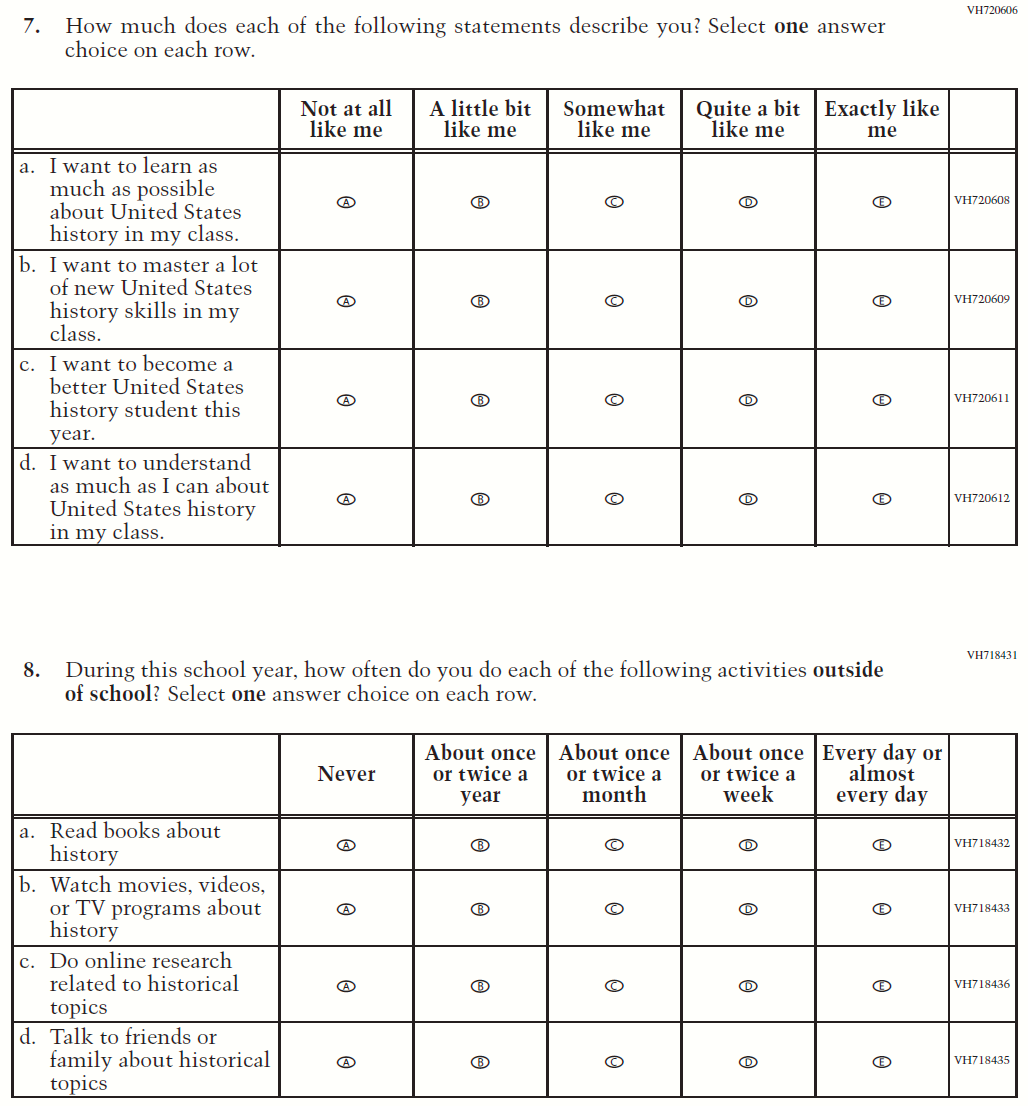 VH720606
7. How much does each of the following statements describe you? Select one answer
choice on each row.
Not at all like me A little bit like me Somewhat like me Quite a bit like me Exactly like me
a. I want to learn as
much as possible
about United States
history in my class.
A B C D E VH720608
b. I want to master a lot
of new United States
history skills in my
class.
A B C D E VH720609
c. I want to become a
better United States
history student this
year.
A B C D E VH720611
d. I want to understand
as much as I can about
United States history
in my class.
A B C D E VH720612
VH718431
8. During this school year, how often do you do each of the following activities outside
of school? Select one answer choice on each row.
Never About once or twice a year About once or twice a month About once or twice a week Every day or almost every day
a. Read books about
history
A B C D E VH718432
b. Watch movies, videos,
or TV programs about
history
A B C D E VH718433
c. Do online research
related to historical
topics
A B C D E VH718436
d. Talk to friends or
family about historical
topics
A B C D E VH718435